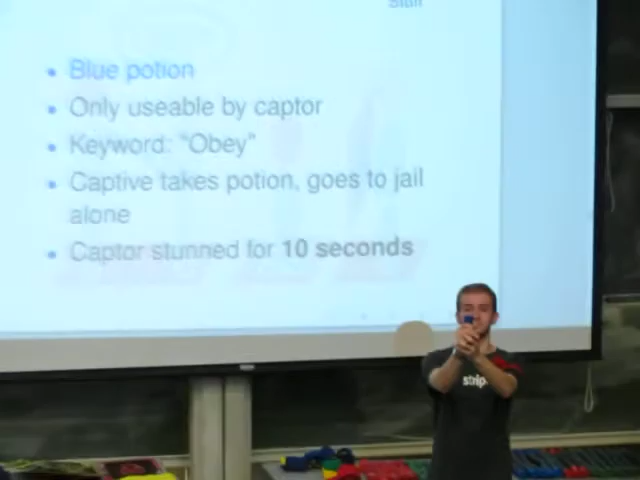 Stuff
Blue potion
Only useable by captor
Keyword: "Obey"
Captive takes potion, goes to jail
alone
Captor stunned for 10 seconds